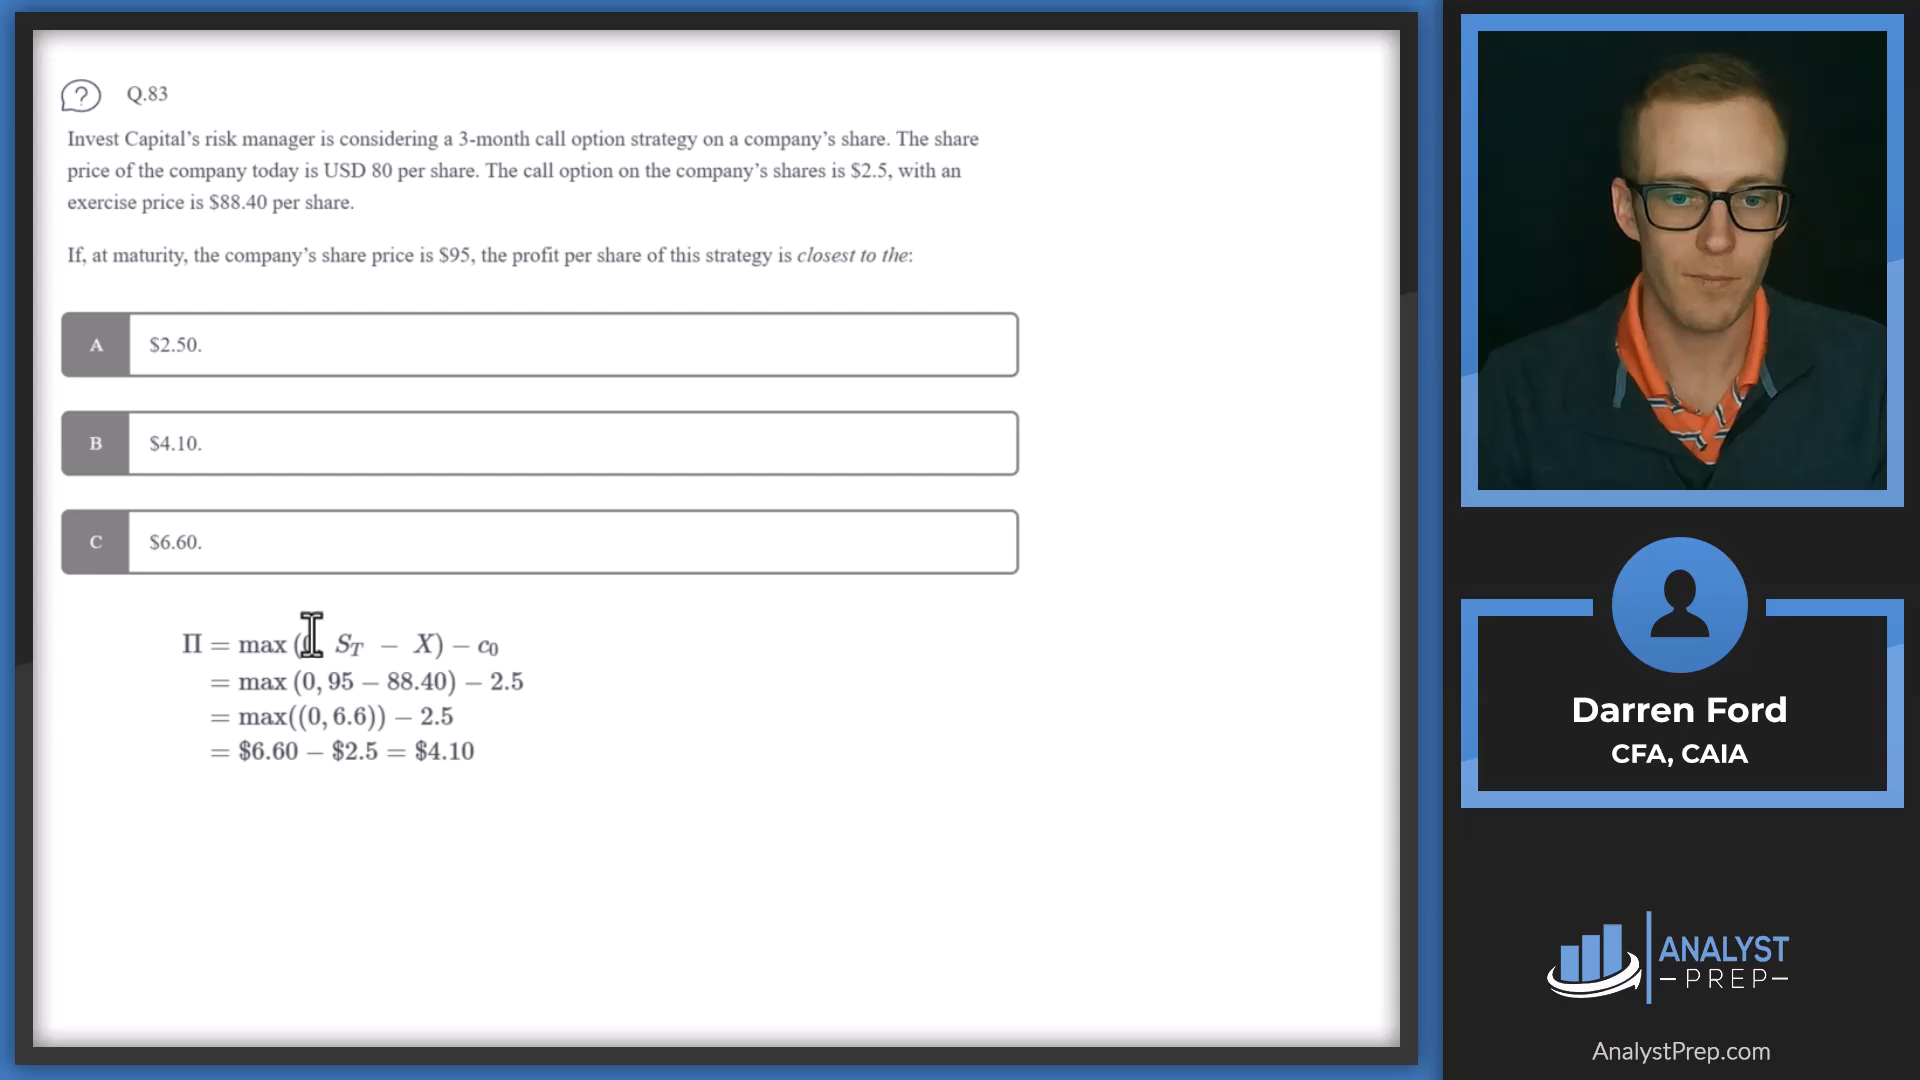 Q.83
Invest Capital’s risk manager is considering a 3-month call option strategy on a company’s share. The share
price of the company today is USD 80 per share. The call option on the company’s shares is $2.5, with an
exercise price is $88.40 per share.
If, at maturity, the company’s share price is $95, the profit per share of this strategy is closest to the:
A $2.50.
B $4.10.
C $6.60.
Π = max ( S_T − X) − c_0
= max (0, 95 − 88.40) − 2.5
= max((0, 6.6)) − 2.5
= $6.60 − $2.5 = $4.10
Darren Ford
CFA, CAIA
ANALYST
PREP
AnalystPrep.com